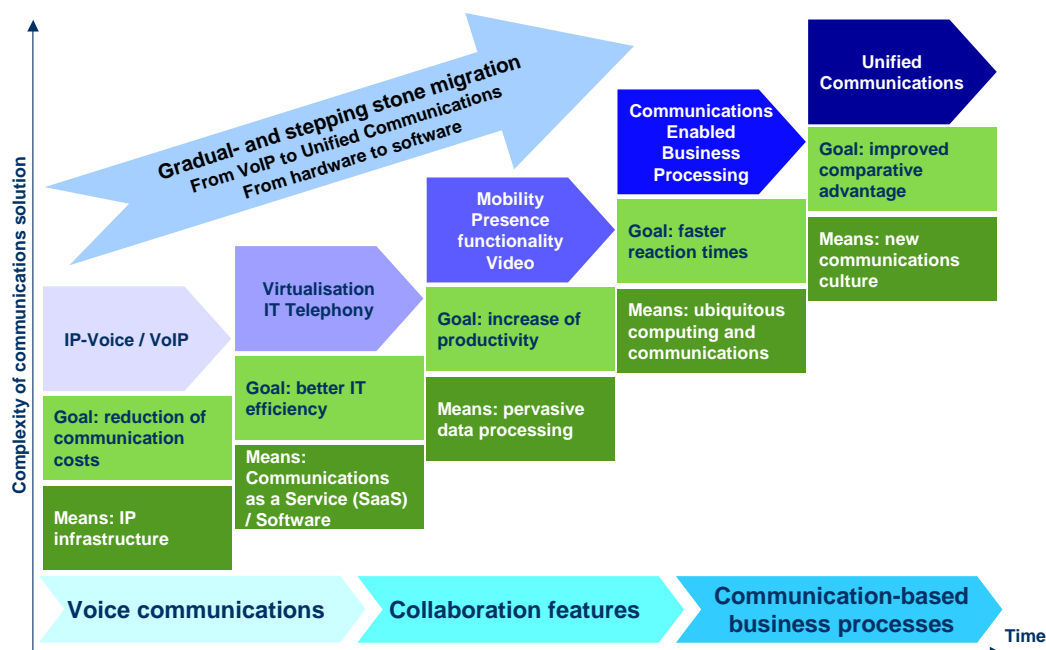 Complexity of communications solution
Gradual- and stepping stone migration
From VoIP to Unified Communications
From hardware to software
IP-Voice / VoIP
Goal: reduction of
communication
costs
Means: IP
infrastructure
Virtualisation
IT Telephony
Goal: better IT
efficiency
Means:
Communications
as a Service (SaaS)
/ Software
Mobility
Presence
functionality
Video
Goal: increase of
productivity
Means: pervasive
data processing
Communications
Enabled
Business
Processing
Goal: faster
reaction times
Means: ubiquitous
computing and
communications
Unified
Communications
Goal: improved
comparative
advantage
Means: new
communications
culture
Voice communications
Collaboration features
Communication-based
business processes
Time